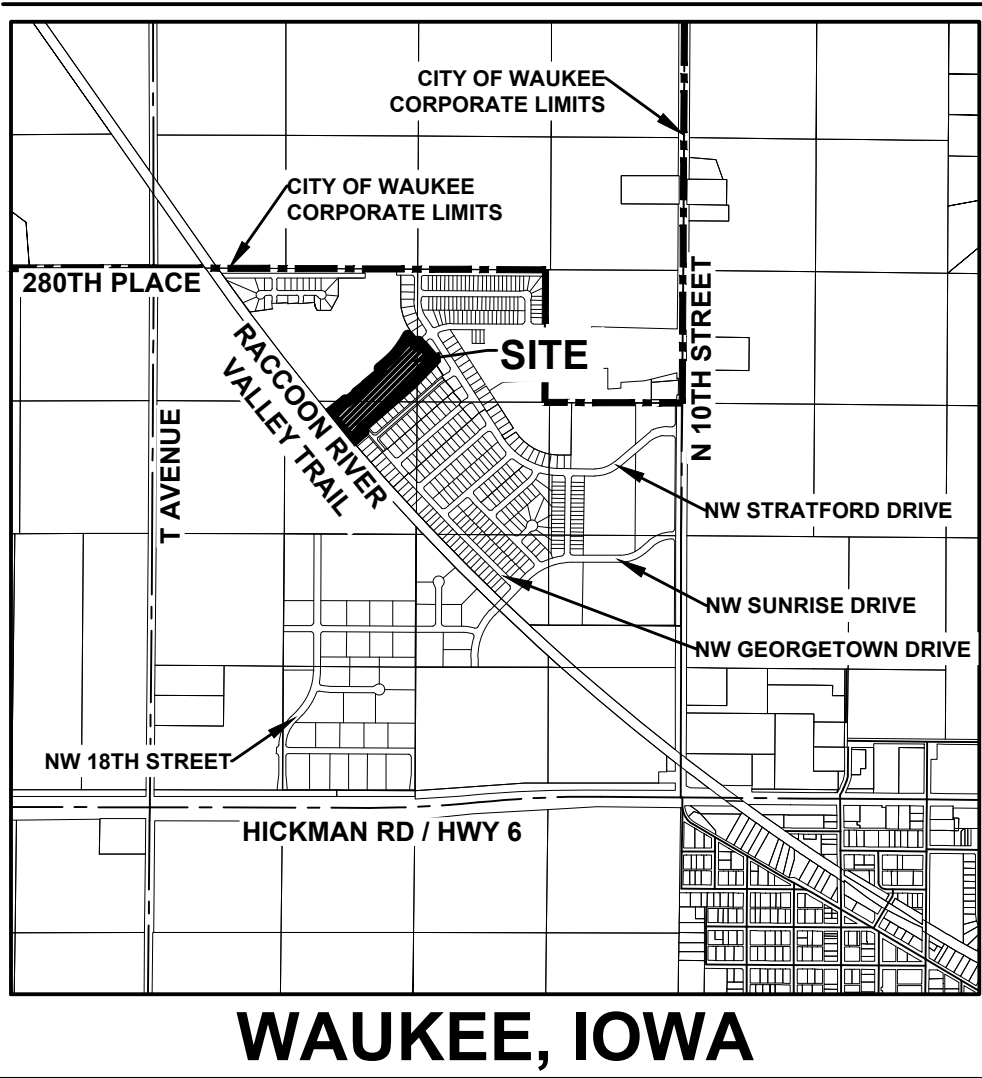 CITY OF WAUKEE
CORPORATE LIMITS
CITY OF WAUKEE
CORPORATE LIMITS
280TH PLACE
SITE
RACCOON RIVER
VALLEY TRAIL
N 10TH STREET
T AVENUE
NW STRATFORD DRIVE
NW SUNRISE DRIVE
NW GEORGETOWN DRIVE
NW 18TH STREET
HICKMAN RD / HWY 6
WAUKEE, IOWA